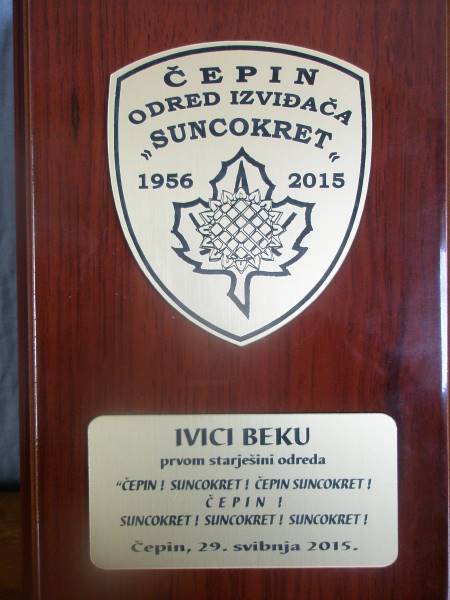 ČEPIN
ODRED IZVIĐAČA
„SUNCOKRET“
1956 2015
IVICI BEKU
prvom starješini odreda
“ČEPIN ! SUNCOKRET ! ČEPIN SUNCOKRET !
ČEPIN !
SUNCOKRET ! SUNCOKRET ! SUNCOKRET !
Čepin, 29. svibnja 2015.